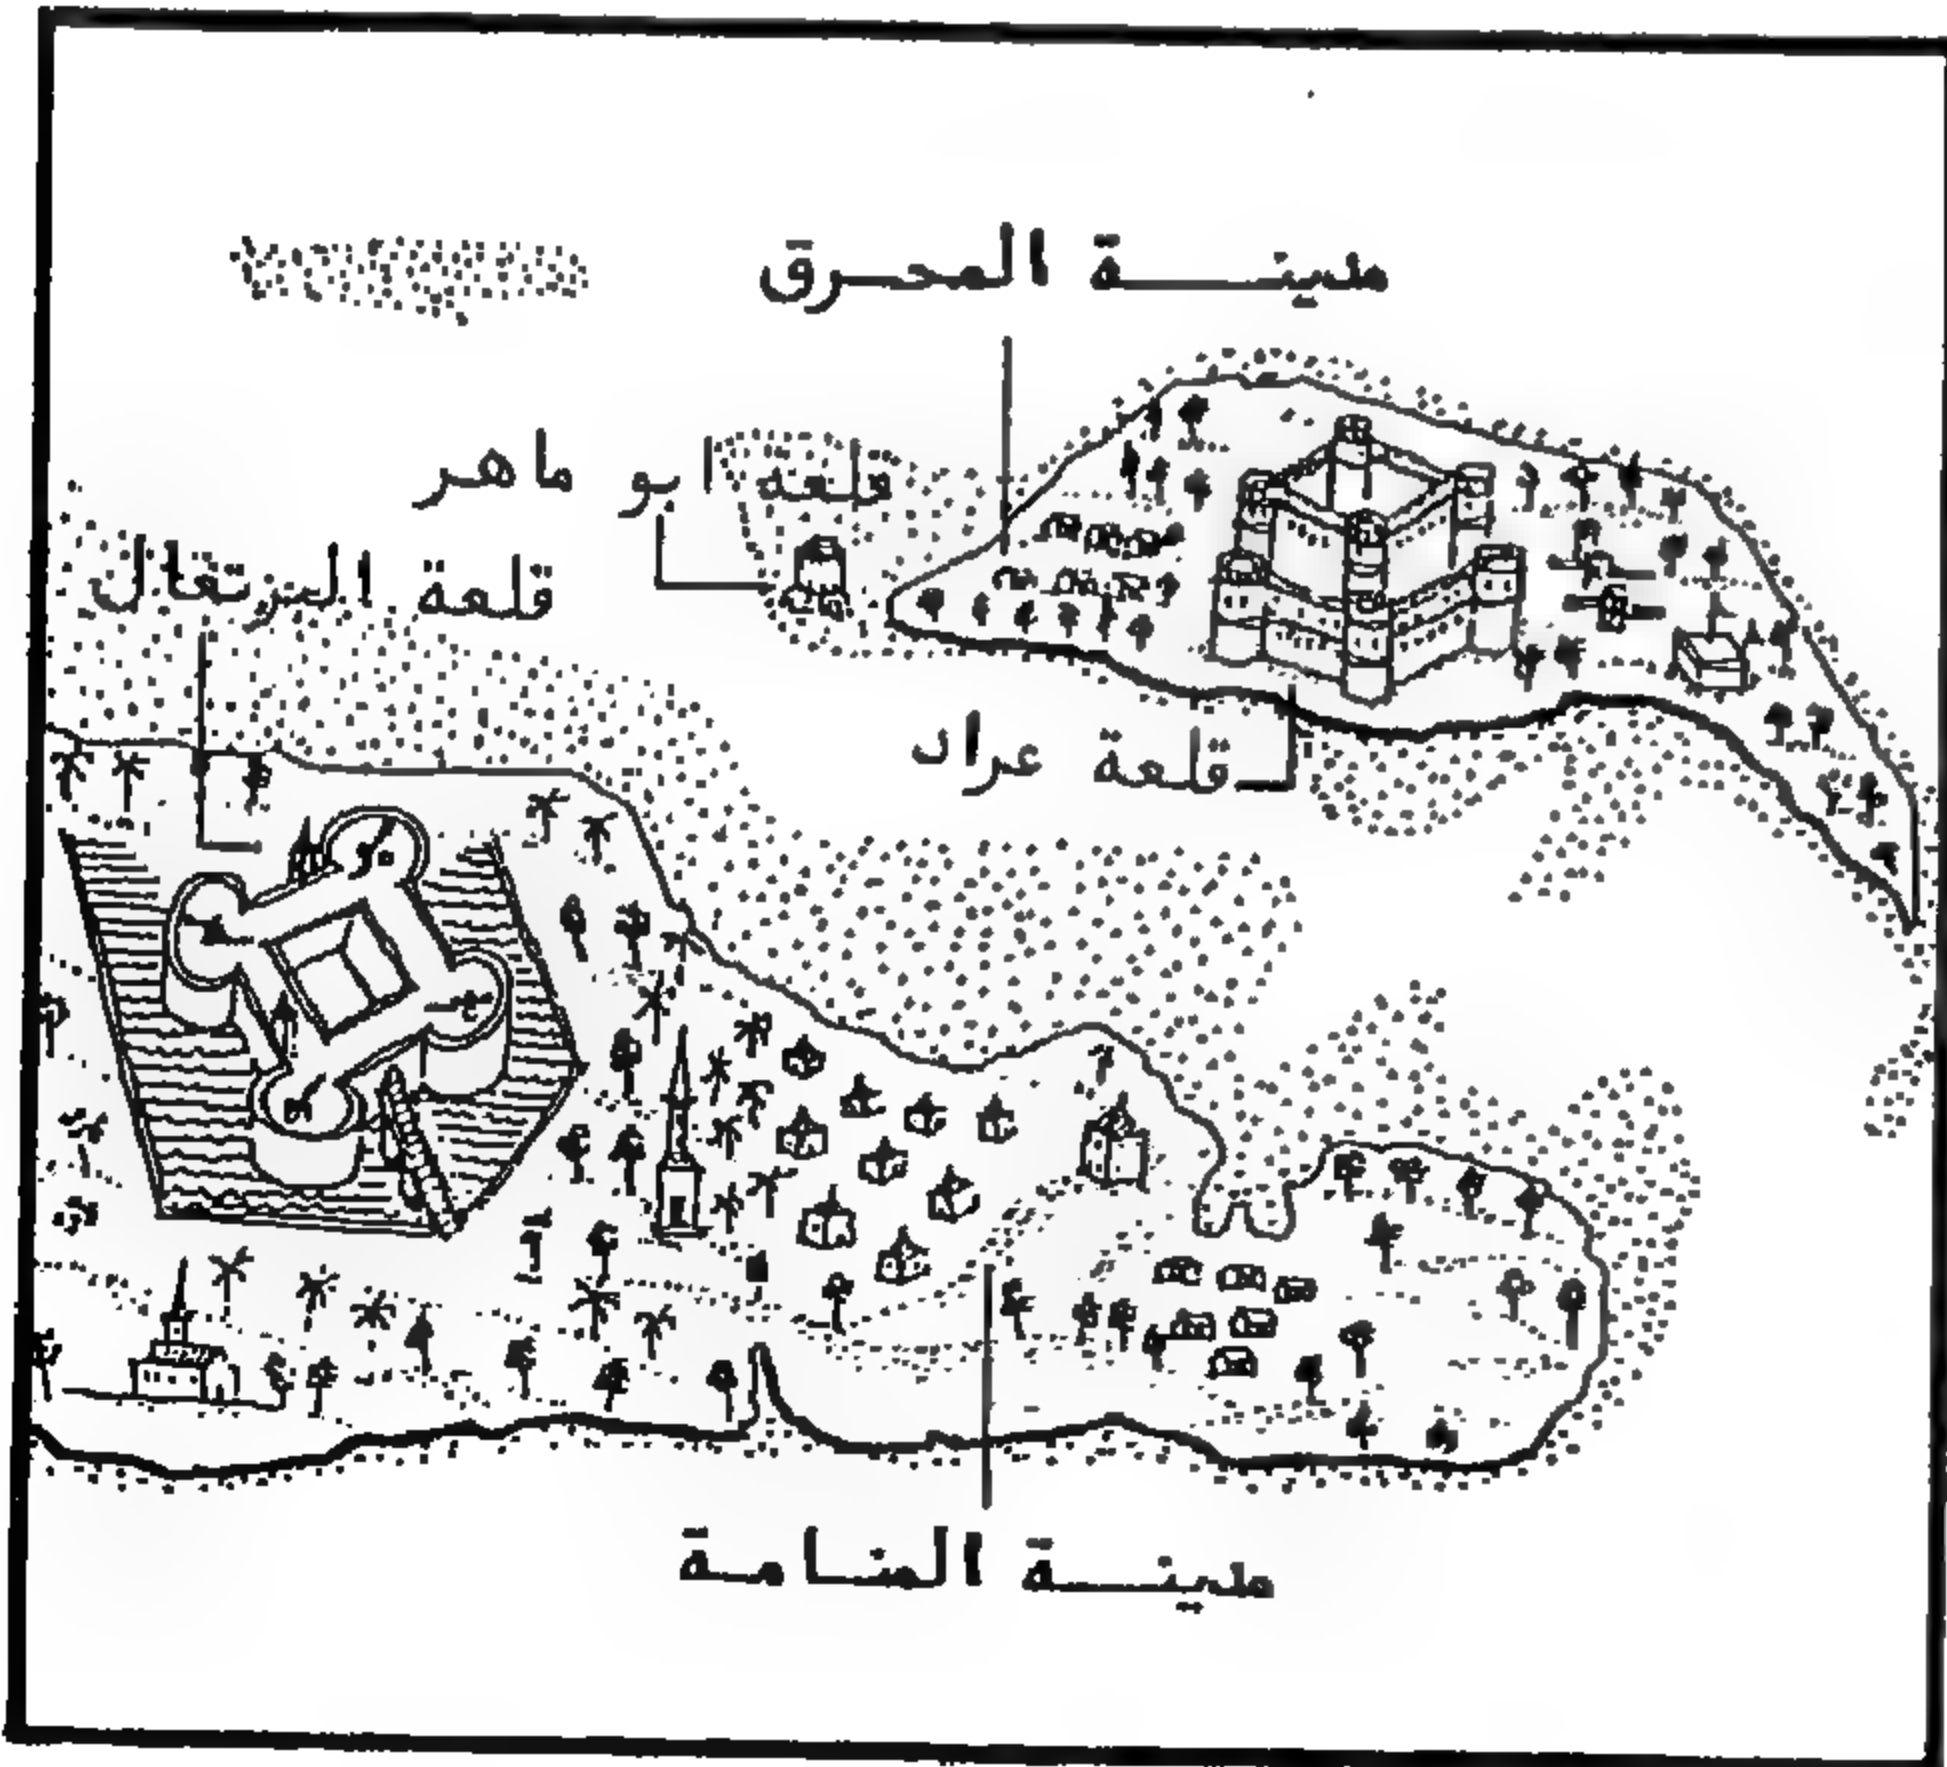 مدينة المحرق
قلعة ابو ماهر
قلعة البرتغال
قلعة عراد
مدينة المنامة